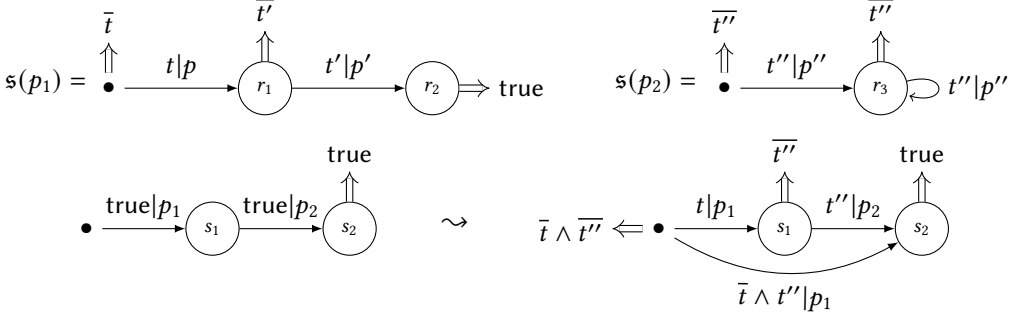 t̅ t̅'̅ t̅'̅'̅ t̅'̅'̅
𝔰(p₁) = • t|p r₁ t′|p′ r₂ true 𝔰(p₂) = • t′′|p′′ r₃ t′′|p′′
true t̅'̅'̅ true
• true|p₁ s₁ true|p₂ s₂ ⇝ t̅ ∧ t̅'̅'̅ • t|p₁ s₁ t′′|p₂ s₂
t̅ ∧ t′′|p₁